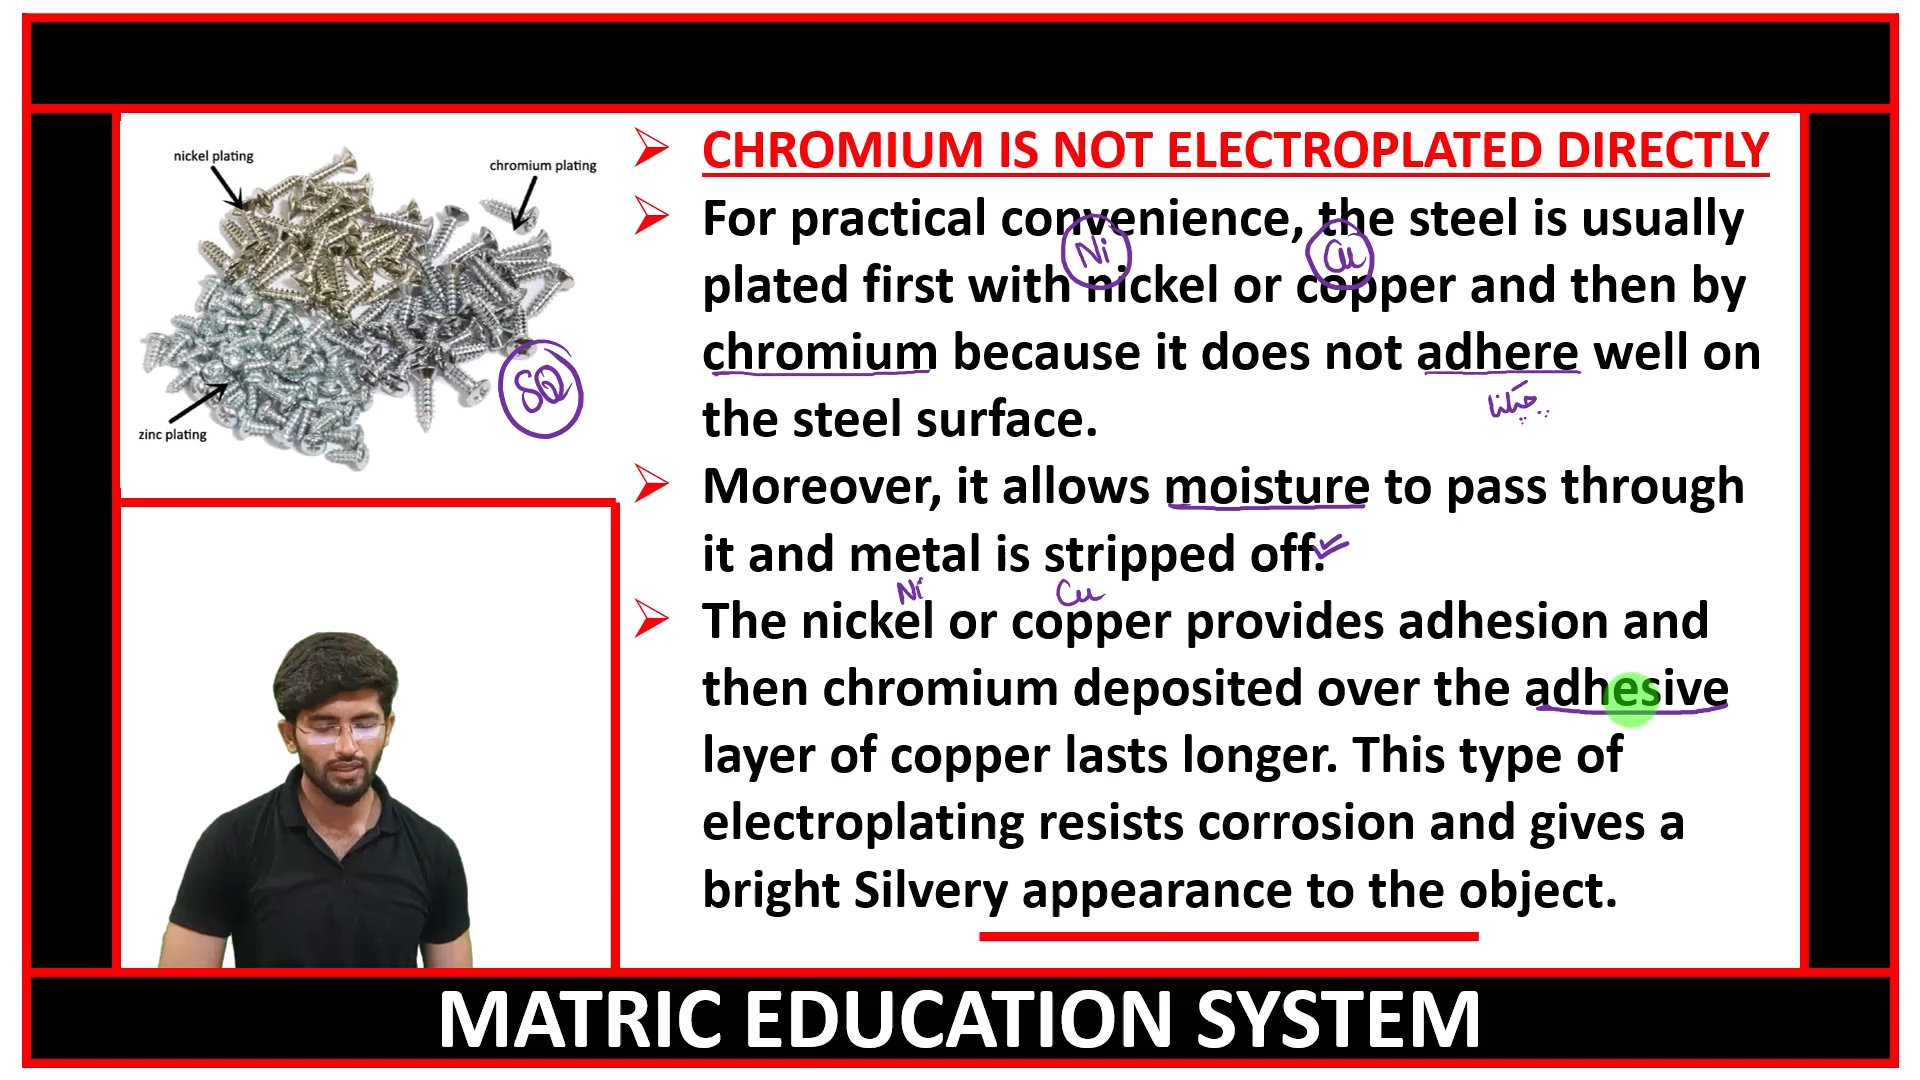 nickel plating
chromium plating
zinc plating
SQ
CHROMIUM IS NOT ELECTROPLATED DIRECTLY
For practical convenience, the steel is usually
Ni
Cu
plated first with nickel or copper and then by
chromium because it does not adhere well on
the steel surface.
Moreover, it allows moisture to pass through
it and metal is stripped off.
Ni
Cu
The nickel or copper provides adhesion and
then chromium deposited over the adhesive
layer of copper lasts longer. This type of
electroplating resists corrosion and gives a
bright Silvery appearance to the object.
MATRIC EDUCATION SYSTEM